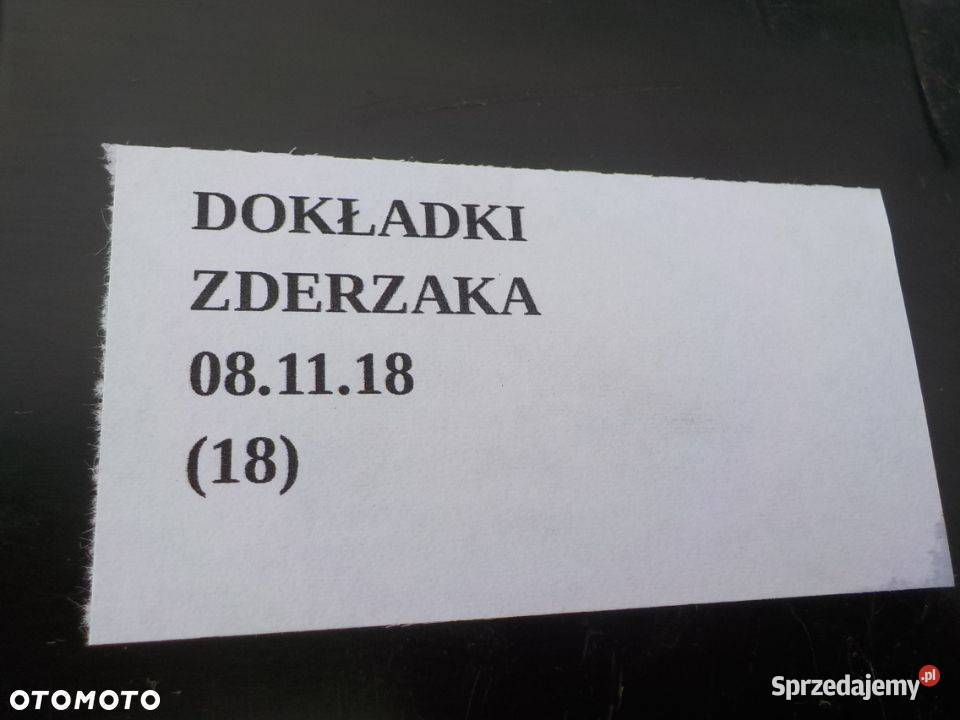 DOKŁADKI
ZDERZAKA
08.11.18
(18)
OTOMOTO
Sprzedajemy.pl